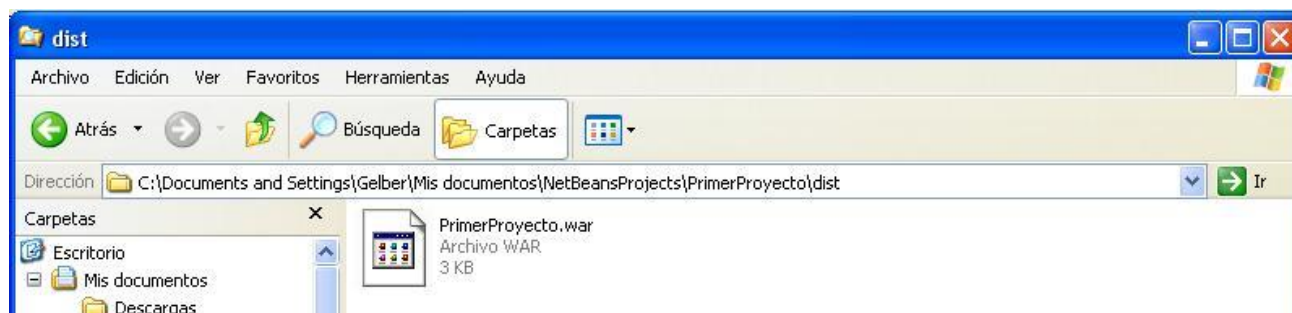 dist
Archivo Edición Ver Favoritos Herramientas Ayuda
Atrás Búsqueda Carpetas
Dirección C:\Documents and Settings\Gelber\Mis documentos\NetBeansProjects\PrimerProyecto\dist Ir
Carpetas
Escritorio
Mis documentos
Descargas
PrimerProyecto.war
Archivo WAR
3 KB